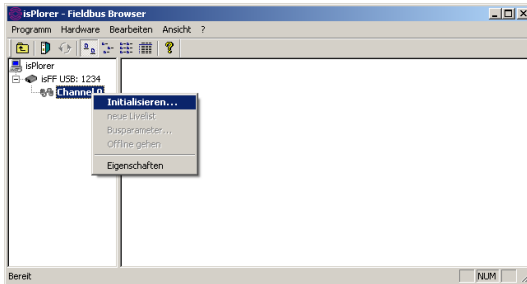 isPlorer - Fieldbus Browser
Programm Hardware Bearbeiten Ansicht ?
isPlorer
isFF USB: 1234
Channel 0
Initialisieren...
neue Livelist
Busparameter...
Offline gehen
Eigenschaften
Bereit
NUM